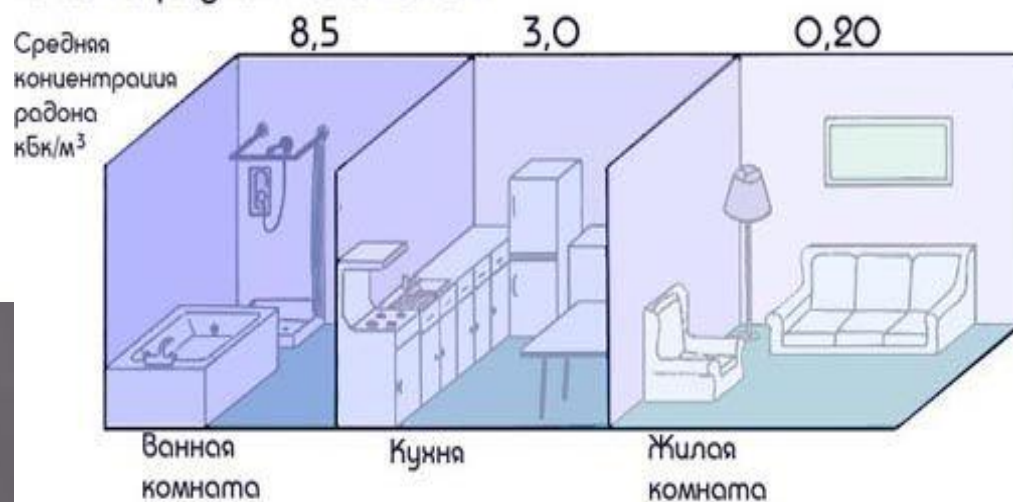 Средняя
концентрация
радона
кБк/м³
8,5 3,0 0,20
Ванная
комната
Кухня
Жилая
комната